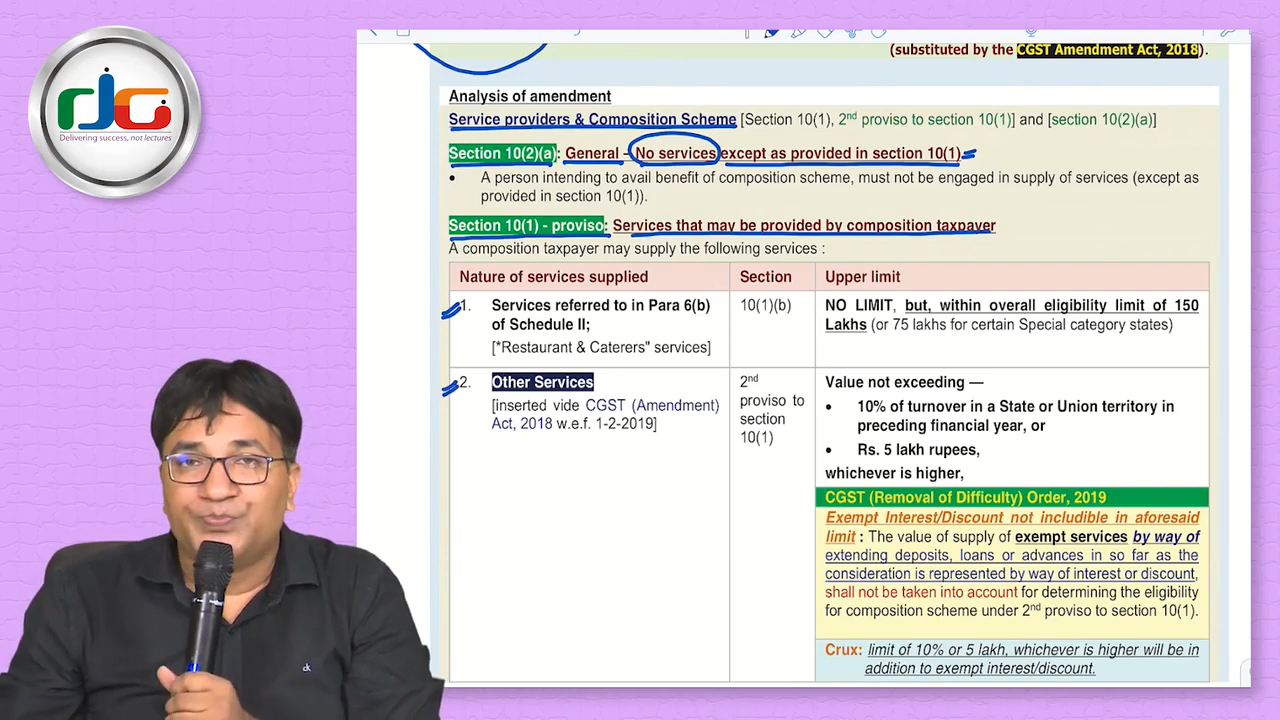 rjc
Delivering success, not lectures
(substituted by the CGST Amendment Act, 2018).
Analysis of amendment
Service providers & Composition Scheme [Section 10(1), 2nd proviso to section 10(1)] and [section 10(2)(a)]
Section 10(2)(a): General – No services except as provided in section 10(1)
• A person intending to avail benefit of composition scheme, must not be engaged in supply of services (except as
provided in section 10(1)).
Section 10(1) - proviso: Services that may be provided by composition taxpayer
A composition taxpayer may supply the following services :
Nature of services supplied Section Upper limit
1. Services referred to in Para 6(b)
of Schedule II;
[*Restaurant & Caterers" services]
10(1)(b)
NO LIMIT, but, within overall eligibility limit of 150
Lakhs (or 75 lakhs for certain Special category states)
2. Other Services
[inserted vide CGST (Amendment)
Act, 2018 w.e.f. 1-2-2019]
2nd
proviso to
section
10(1)
Value not exceeding —
• 10% of turnover in a State or Union territory in
preceding financial year, or
• Rs. 5 lakh rupees,
whichever is higher,
CGST (Removal of Difficulty) Order, 2019
Exempt Interest/Discount not includible in aforesaid
limit : The value of supply of exempt services by way of
extending deposits, loans or advances in so far as the
consideration is represented by way of interest or discount,
shall not be taken into account for determining the eligibility
for composition scheme under 2nd proviso to section 10(1).
Crux: limit of 10% or 5 lakh, whichever is higher will be in
addition to exempt interest/discount.